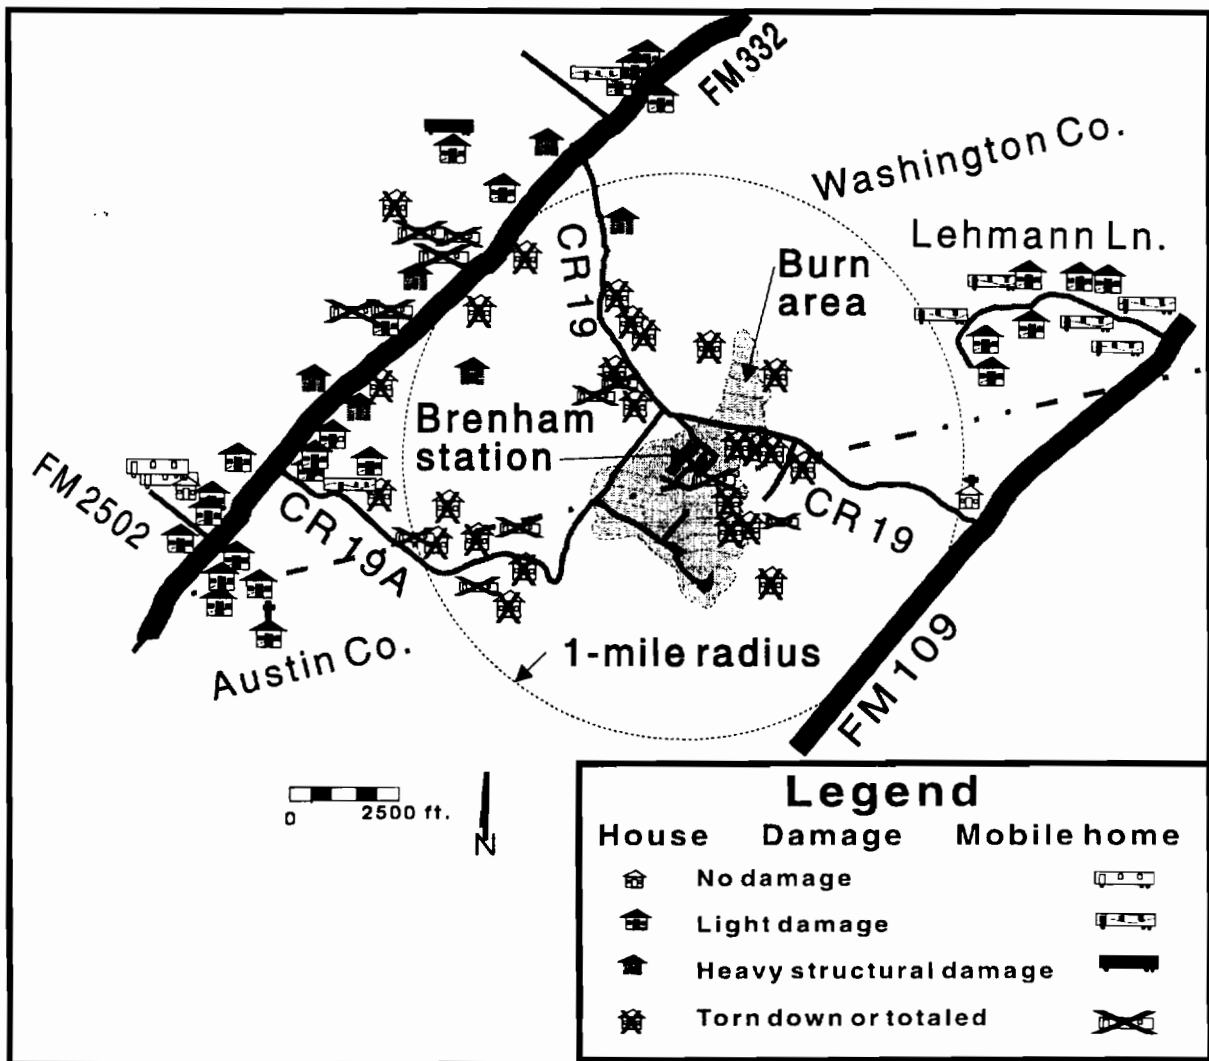 FM 332
Washington Co.
Lehmann Ln.
CR 19
Burn
area
Brenham
station
FM 2502
CR 19A
CR 19
1-mile radius
Austin Co.
FM 109
0
2500 ft.
N
Legend
House Damage Mobile home
No damage
Light damage
Heavy structural damage
Torn down or totaled